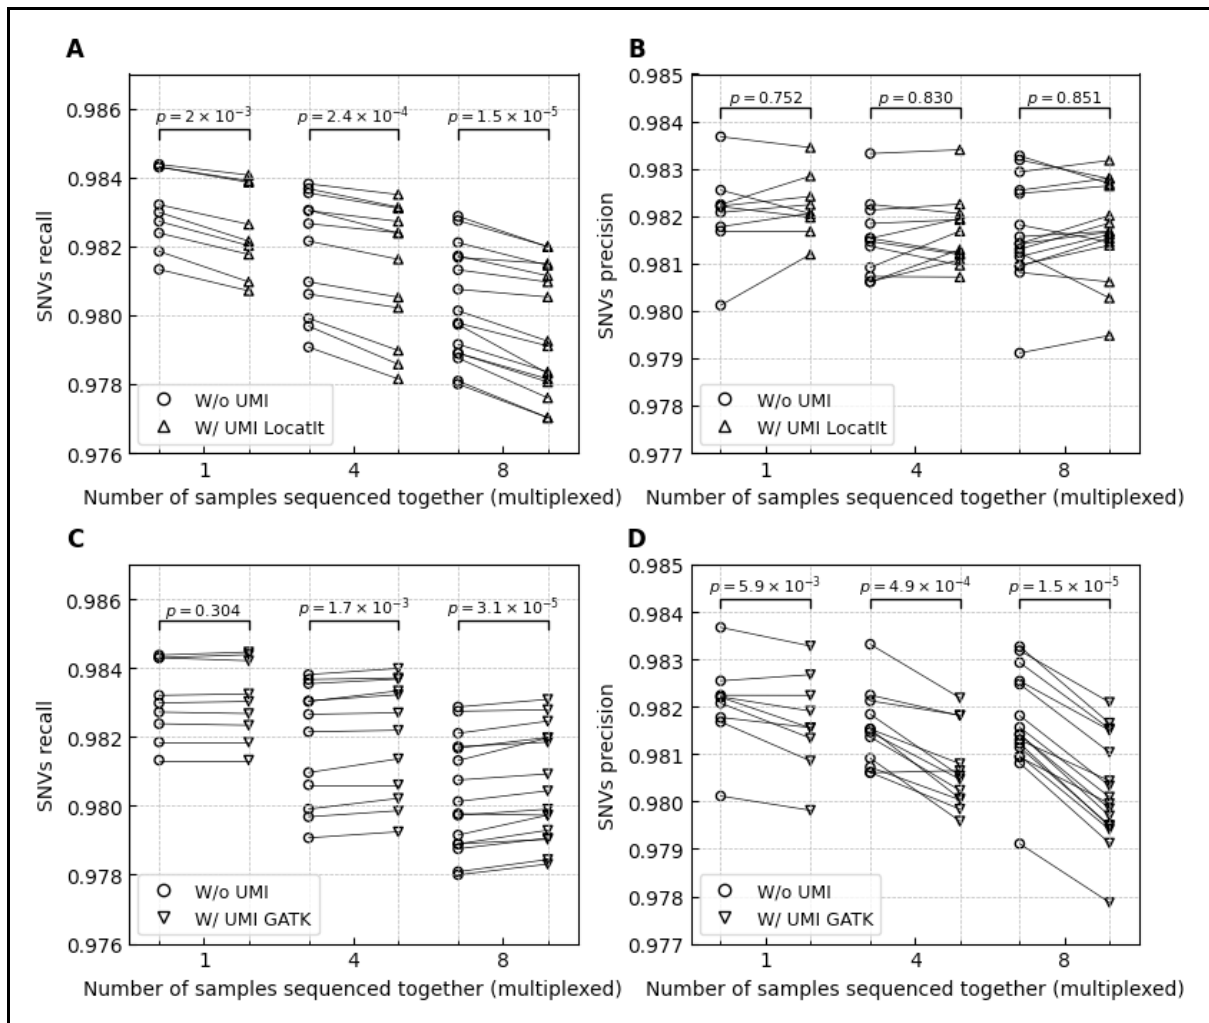 A
0.986
0.984
0.982
0.980
0.978
0.976
SNVs recall
p = 2 × 10⁻³
p = 2.4 × 10⁻⁴
p = 1.5 × 10⁻⁵
W/o UMI
W/ UMI LocatIt
1 4 8
Number of samples sequenced together (multiplexed)
B
0.985
0.984
0.983
0.982
0.981
0.980
0.979
0.978
0.977
SNVs precision
p = 0.752
p = 0.830
p = 0.851
W/o UMI
W/ UMI LocatIt
1 4 8
Number of samples sequenced together (multiplexed)
C
0.986
0.984
0.982
0.980
0.978
0.976
SNVs recall
p = 0.304
p = 1.7 × 10⁻³
p = 3.1 × 10⁻⁵
W/o UMI
W/ UMI GATK
1 4 8
Number of samples sequenced together (multiplexed)
D
0.985
0.984
0.983
0.982
0.981
0.980
0.979
0.978
0.977
SNVs precision
p = 5.9 × 10⁻³
p = 4.9 × 10⁻⁴
p = 1.5 × 10⁻⁵
W/o UMI
W/ UMI GATK
1 4 8
Number of samples sequenced together (multiplexed)